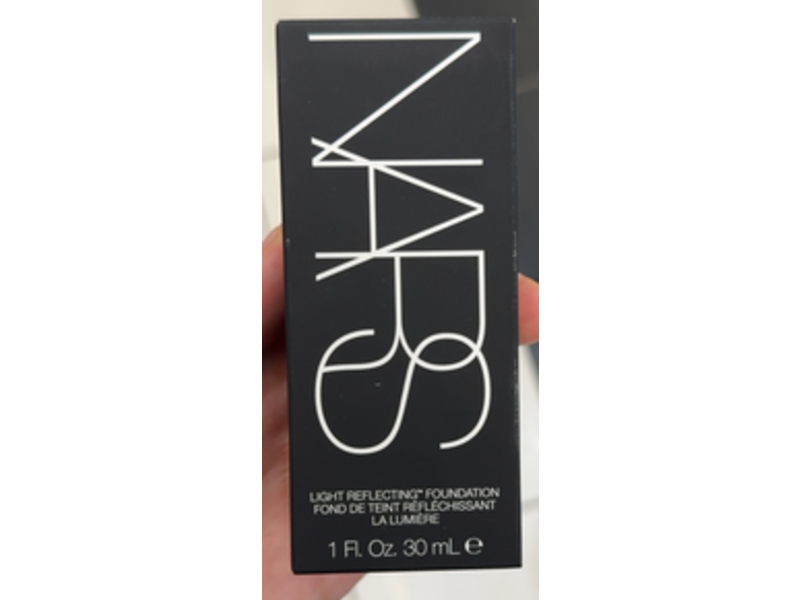 NARS
LIGHT REFLECTING™ FOUNDATION
FOND DE TEINT RÉFLÉCHISSANT
LA LUMIÈRE
1 Fl. Oz. 30 mL ℮